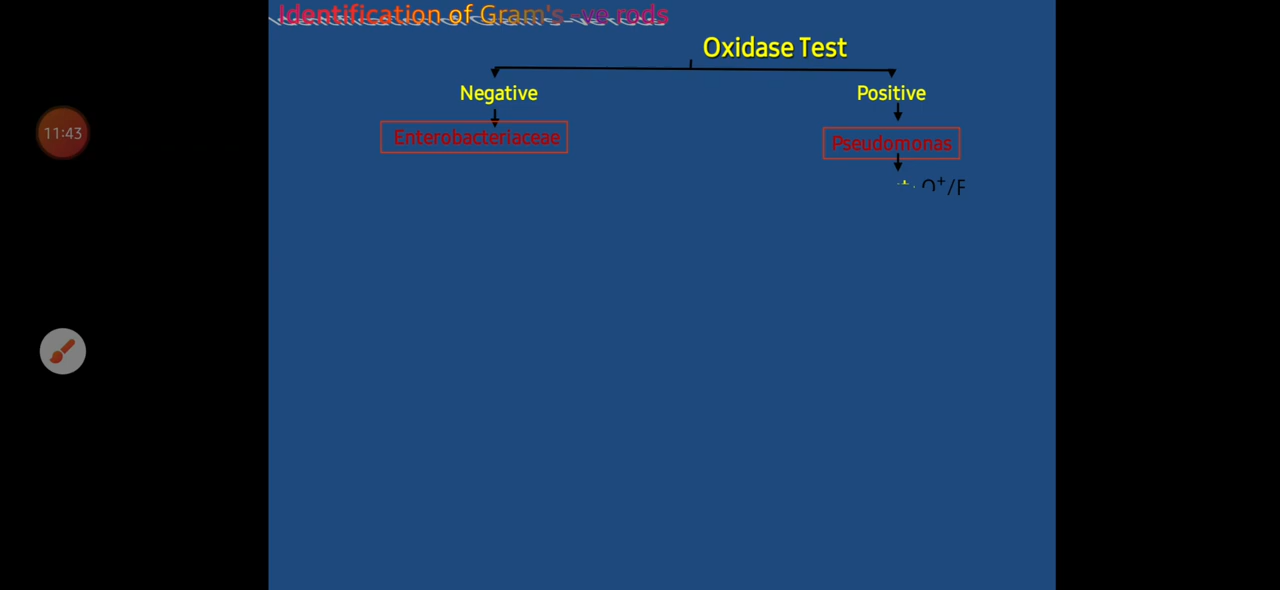 Identification of Gram's -ve rods
Oxidase Test
Negative
Positive
Enterobacteriaceae
Pseudomonas
11:43